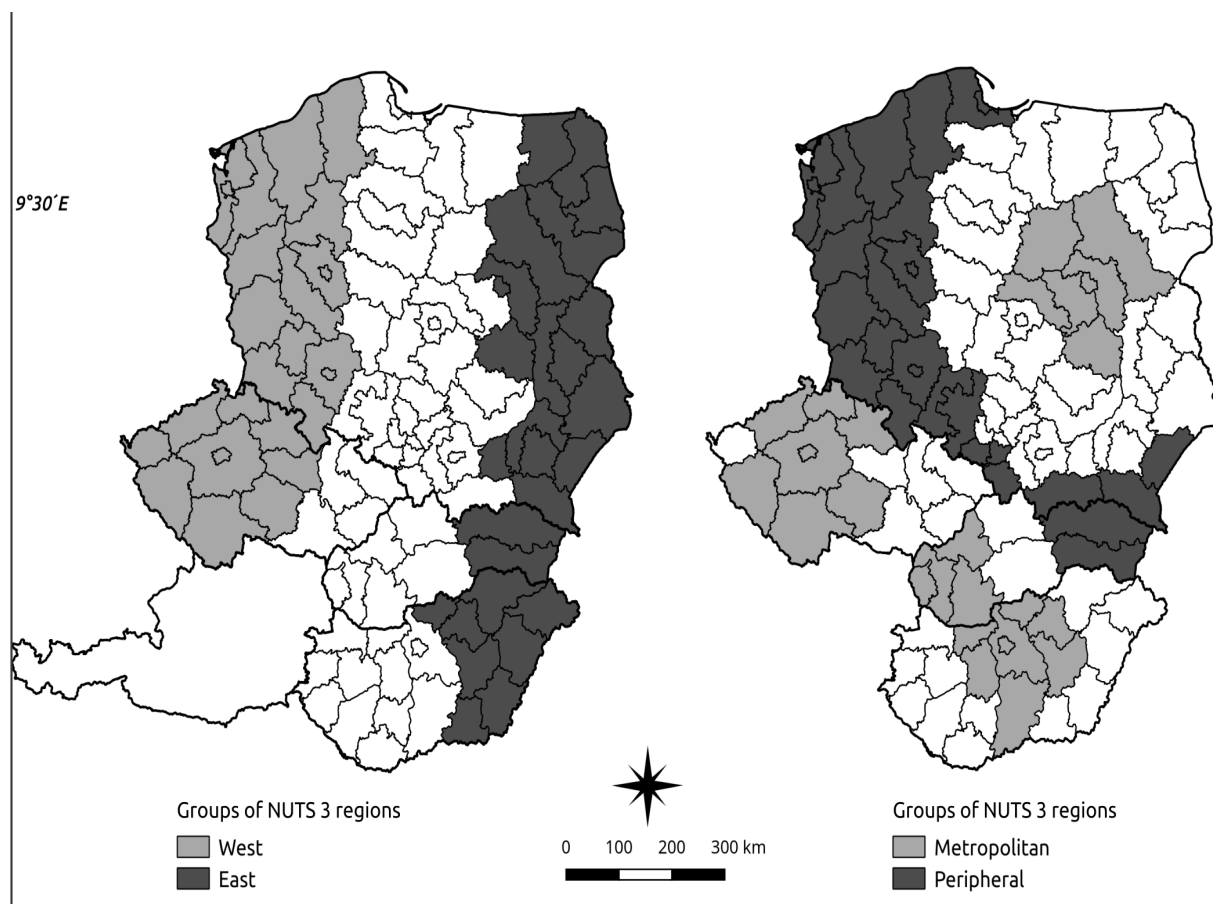 9°30´E
Groups of NUTS 3 regions
West
East
0 100 200 300 km
Groups of NUTS 3 regions
Metropolitan
Peripheral